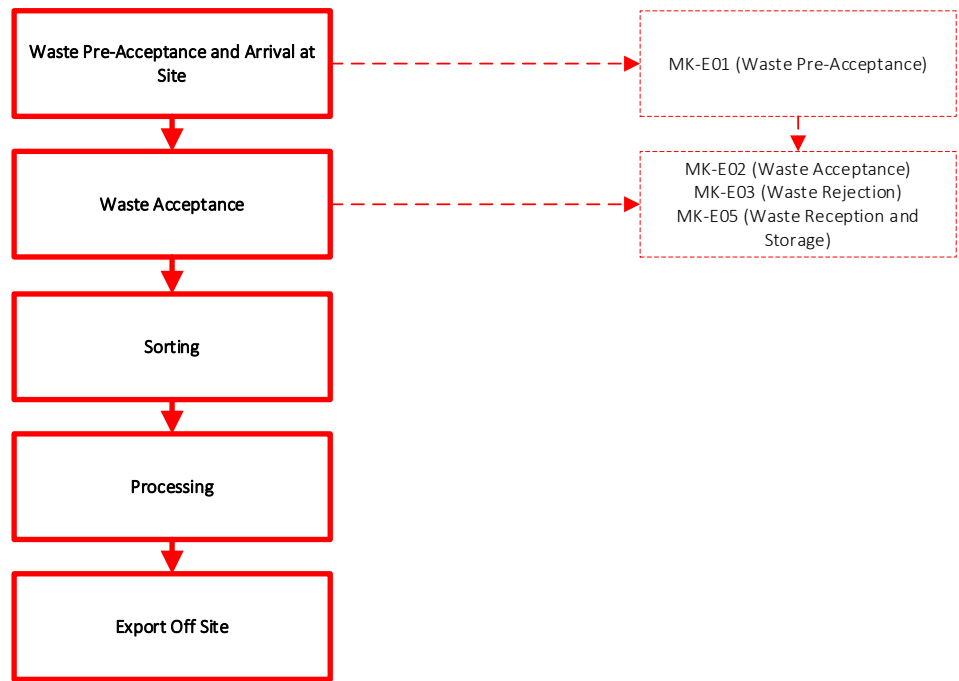 Waste Pre-Acceptance and Arrival at
Site
MK-E01 (Waste Pre-Acceptance)
Waste Acceptance
MK-E02 (Waste Acceptance)
MK-E03 (Waste Rejection)
MK-E05 (Waste Reception and
Storage)
Sorting
Processing
Export Off Site